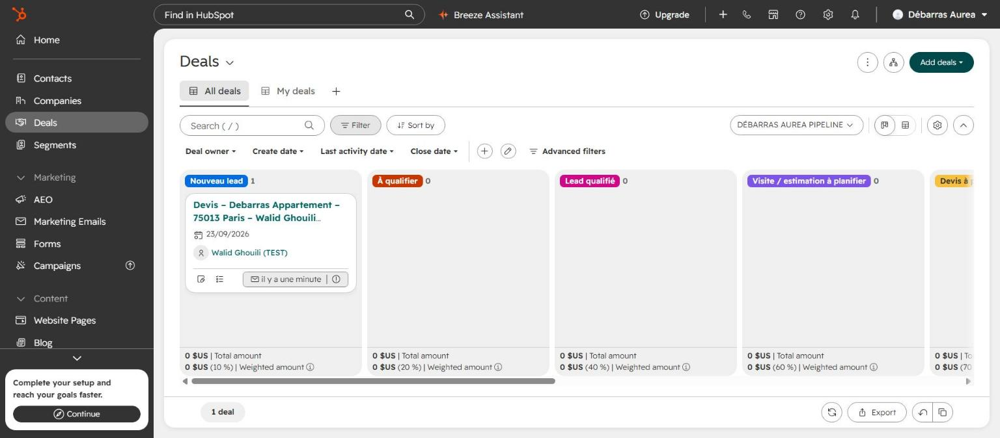 Find in HubSpot
Breeze Assistant
Upgrade
Débarras Aurea
Home
Contacts
Companies
Deals
Segments
Marketing
AEO
Marketing Emails
Forms
Campaigns
Content
Website Pages
Blog
Complete your setup and
reach your goals faster.
Continue
Deals
Add deals
All deals
My deals
Search ( / )
Filter
Sort by
DÉBARRAS AUREA PIPELINE
Deal owner
Create date
Last activity date
Close date
Advanced filters
Nouveau lead 1
Devis – Debarras Appartement –
75013 Paris – Walid Ghouili...
23/09/2026
Walid Ghouili (TEST)
il y a une minute
0 $US | Total amount
0 $US (10 %) | Weighted amount
À qualifier 0
0 $US | Total amount
0 $US (20 %) | Weighted amount
Lead qualifié 0
0 $US | Total amount
0 $US (40 %) | Weighted amount
Visite / estimation à planifier 0
0 $US | Total amount
0 $US (60 %) | Weighted amount
Devis à
0 $US |
0 $US (70
1 deal
Export